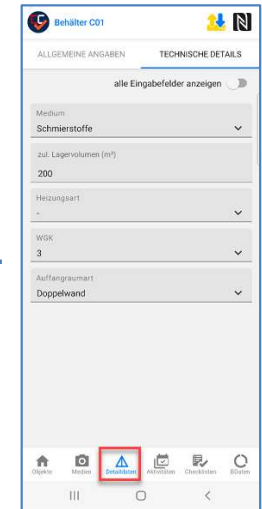 Behälter C01
ALLGEMEINE ANGABEN TECHNISCHE DETAILS
alle Eingabefelder anzeigen
Medium
Schmierstoffe
zul. Lagervolumen (m³)
200
Heizungsart
-
WGK
3
Auffangraumart
Doppelwand
Objekte Medien Detaildaten Aktivitäten Checklisten BDaten